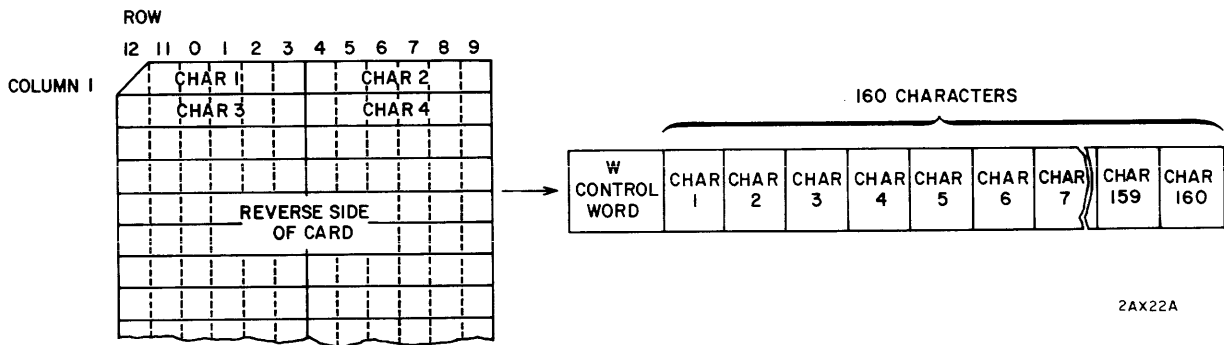 ROW
12 11 0 1 2 3 4 5 6 7 8 9
COLUMN 1
CHAR 1 CHAR 2
CHAR 3 CHAR 4
REVERSE SIDE
OF CARD
160 CHARACTERS
W
CONTROL
WORD
CHAR
1
CHAR
2
CHAR
3
CHAR
4
CHAR
5
CHAR
6
CHAR
7
CHAR
159
CHAR
160
2AX22A